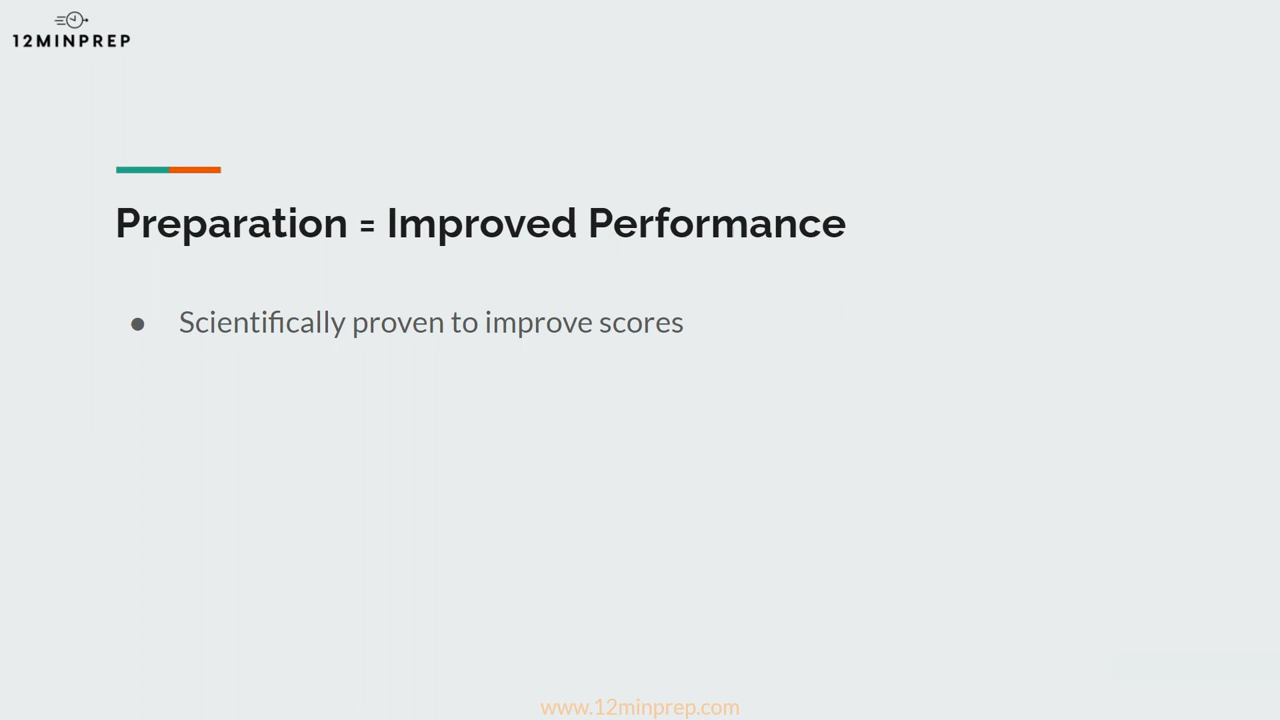 12MINPREP
Preparation = Improved Performance
● Scientifically proven to improve scores
www.12minprep.com